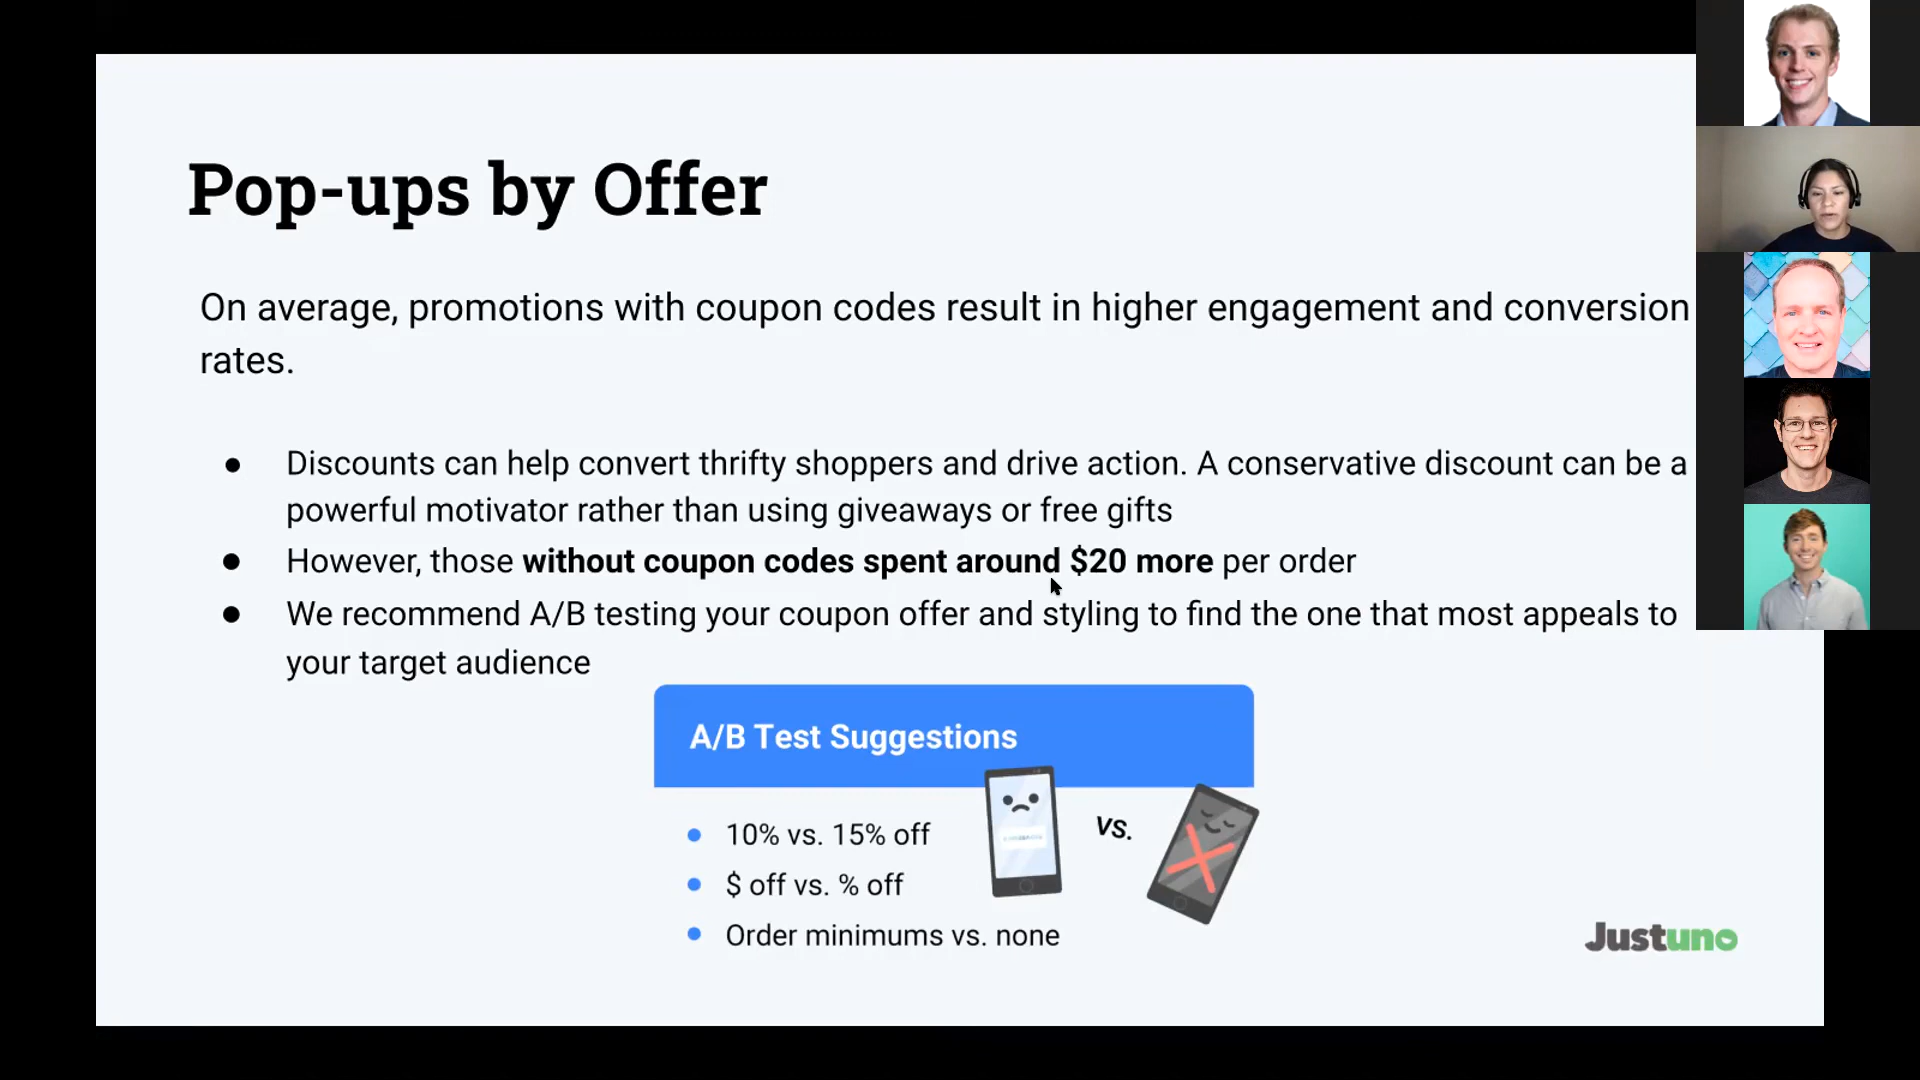 Pop-ups by Offer
On average, promotions with coupon codes result in higher engagement and conversion
rates.
● Discounts can help convert thrifty shoppers and drive action. A conservative discount can be a
powerful motivator rather than using giveaways or free gifts
● However, those without coupon codes spent around $20 more per order
● We recommend A/B testing your coupon offer and styling to find the one that most appeals to
your target audience
A/B Test Suggestions
● 10% vs. 15% off
● $ off vs. % off
● Order minimums vs. none
vs.
Justuno